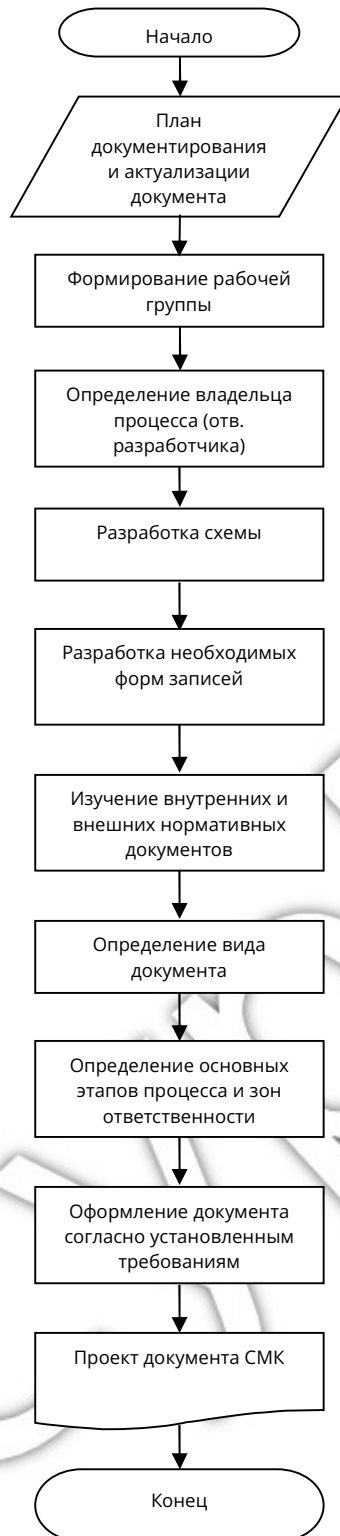 Начало
План
документирования
и актуализации
документа
Формирование рабочей
группы
Определение владельца
процесса (отв.
разработчика)
Разработка схемы
Разработка необходимых
форм записей
Изучение внутренних и
внешних нормативных
документов
Определение вида
документа
Определение основных
этапов процесса и зон
ответственности
Оформление документа
согласно установленным
требованиям
Проект документа СМК
Конец